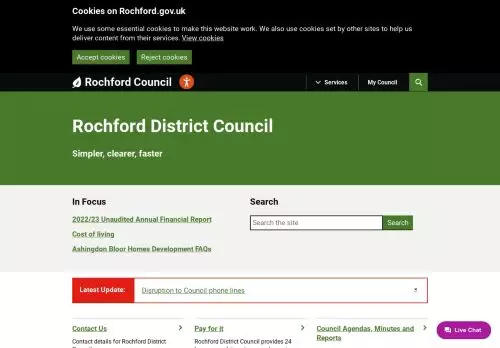 Cookies on Rochford.gov.uk
We use some essential cookies to make this website work. We also use cookies set by other sites to help us
deliver content from their services. View cookies
Accept cookies
Reject cookies
Rochford Council
Services
My Council
Rochford District Council
Simpler, clearer, faster
In Focus
2022/23 Unaudited Annual Financial Report
Cost of living
Ashingdon Bloor Homes Development FAQs
Search
Search the site
Search
Latest Update:
Disruption to Council phone lines
Live Chat
Contact Us
Contact details for Rochford District
Pay for it
Rochford District Council provides 24
Council Agendas, Minutes and
Reports